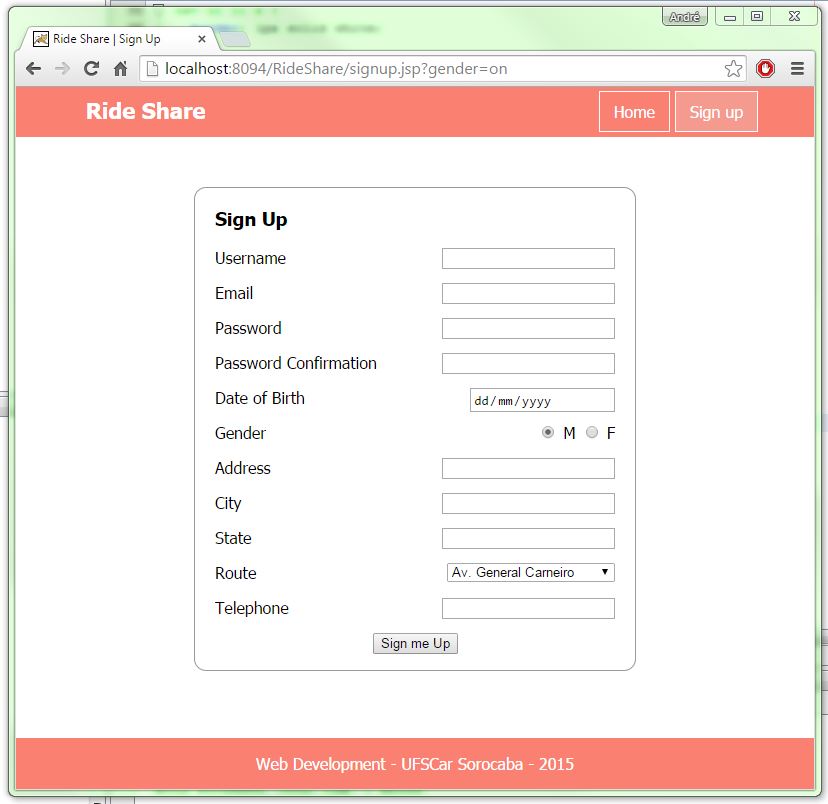 André
Ride Share | Sign Up
localhost:8094/RideShare/signup.jsp?gender=on
Ride Share
Home
Sign up
Sign Up
Username
Email
Password
Password Confirmation
Date of Birth
dd/mm/yyyy
Gender
M F
Address
City
State
Route
Av. General Carneiro
Telephone
Sign me Up
Web Development - UFSCar Sorocaba - 2015